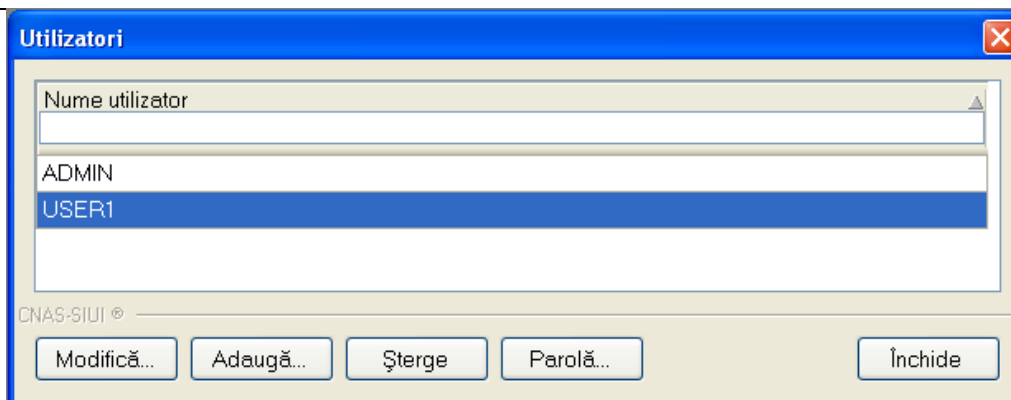 Utilizatori
Nume utilizator
ADMIN
USER1
CNAS-SIUI ®
Modifică... Adaugă... Şterge Parolă... Închide